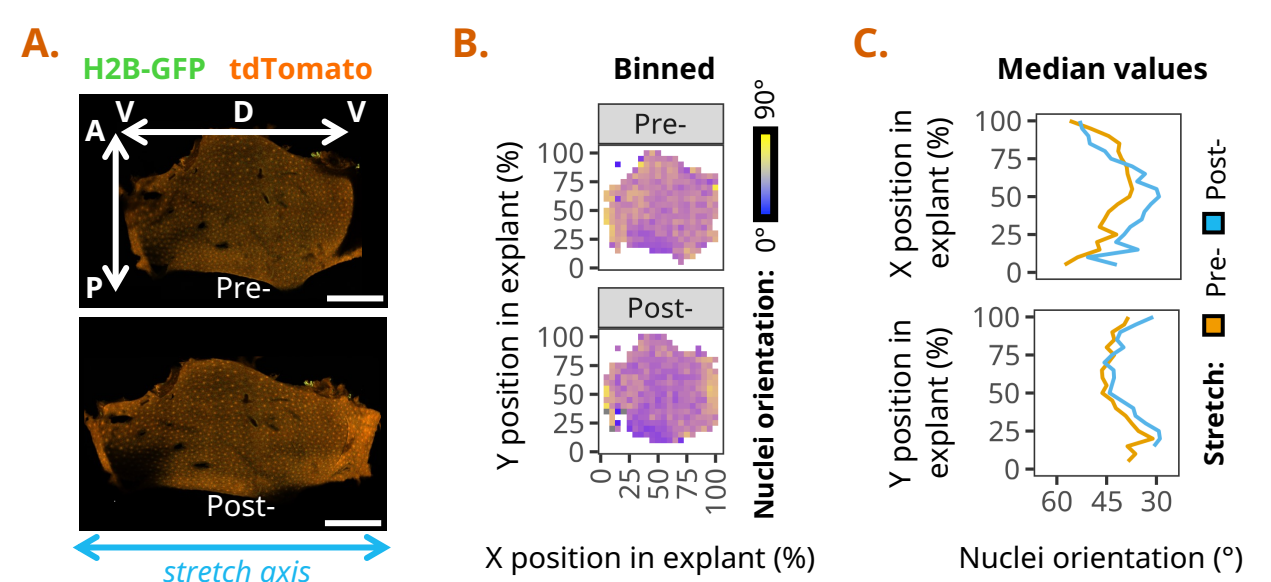 A.
H2B-GFP tdTomato
V D V
A
P
Pre-
Post-
stretch axis
B.
Binned
Pre-
100
75
50
25
0
Post-
100
75
50
25
0
0 25 50 75 100
Y position in explant (%)
X position in explant (%)
Nuclei orientation: 0° 90°
C.
Median values
X position in
explant (%)
100
75
50
25
0
Y position in
explant (%)
100
75
50
25
0
60 45 30
Nuclei orientation (°)
Stretch: Pre- Post-